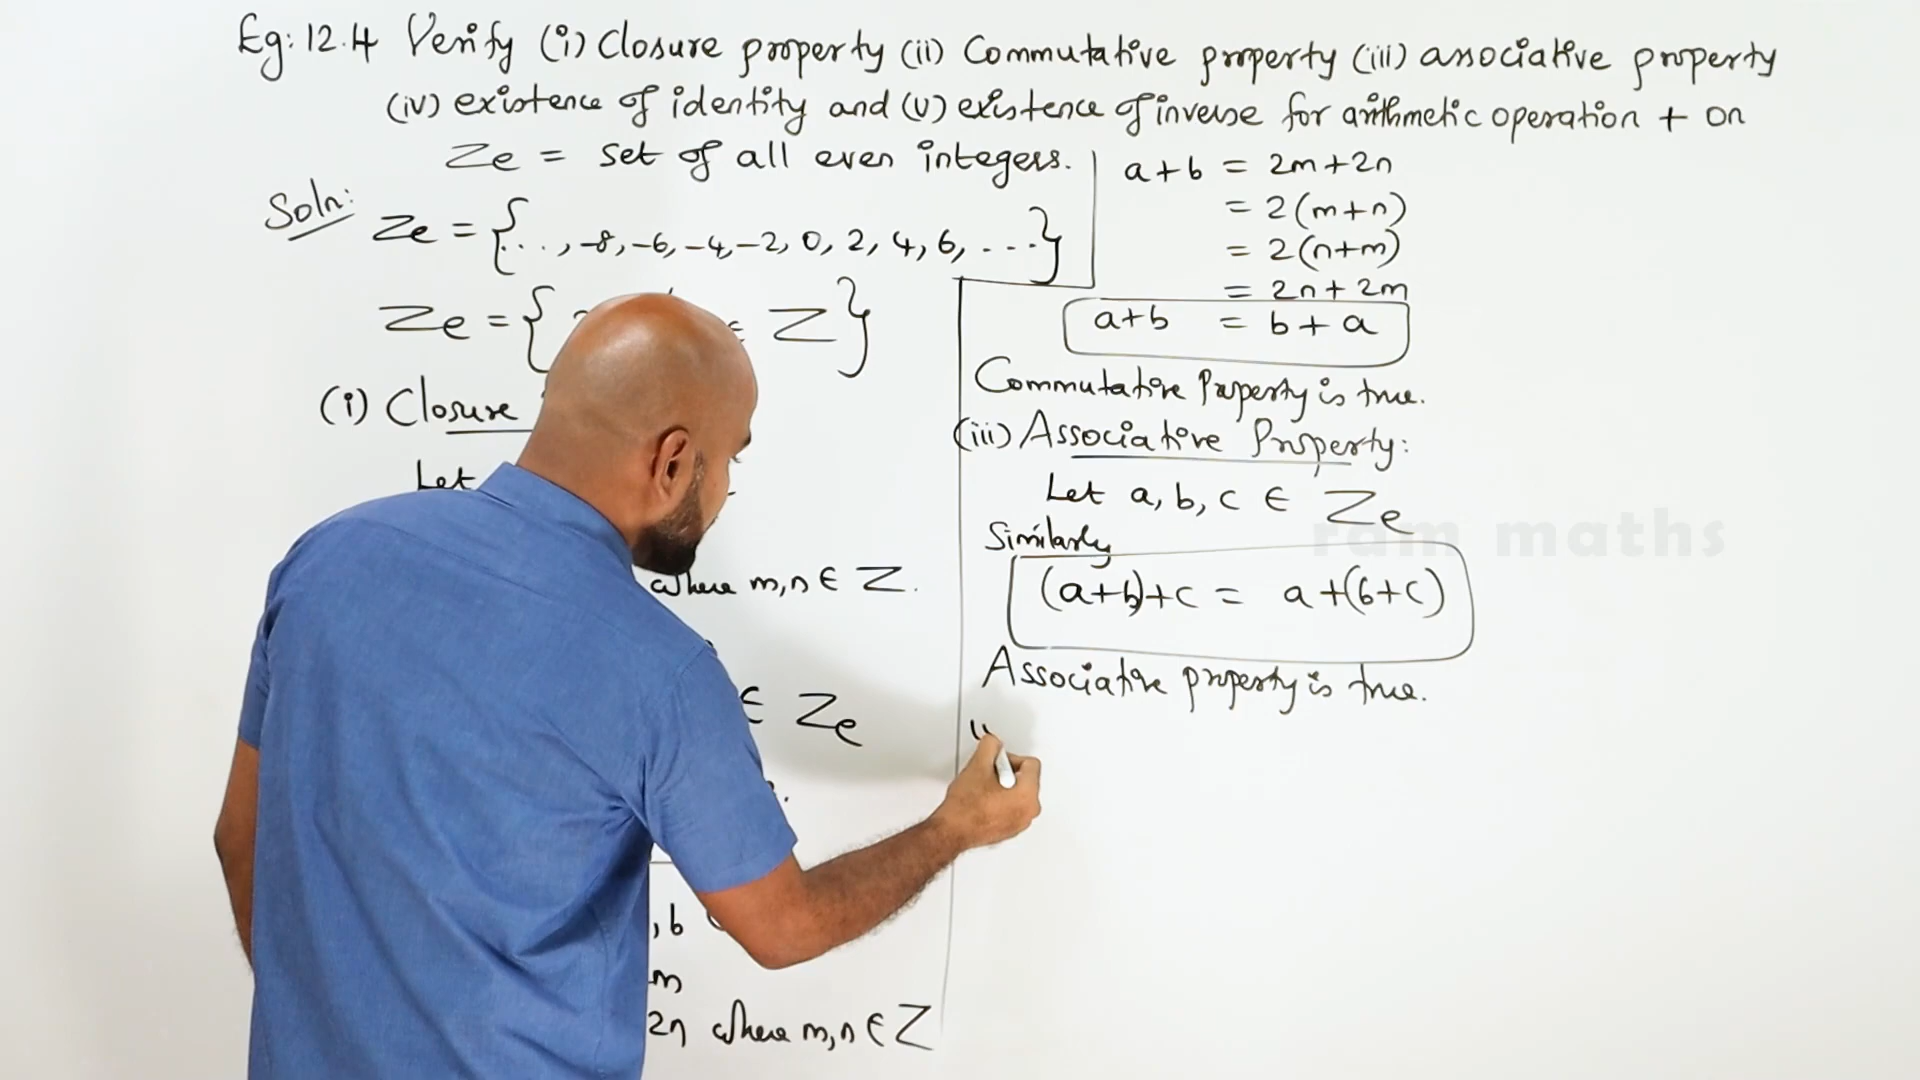 Eg: 12.4 Verify (i) Closure property (ii) Commutative property (iii) associative property
(iv) existence of identity and (v) existence of inverse for arithmetic operation + on
Ze = set of all even integers.
Soln:
Ze = {..., -8, -6, -4, -2, 0, 2, 4, 6, ...}
Ze = { ∈ Z}
(i) Closure
Let
where m,n ∈ Z.
∈ Ze
, b
m
2n where m,n ∈ Z
a+b = 2m+2n
= 2(m+n)
= 2(n+m)
= 2n+2m
a+b = b+a
Commutative Property is true.
(iii) Associative Property:
Let a, b, c ∈ Ze
Similarly
(a+b)+c = a+(b+c)
Associative property is true.
ram maths